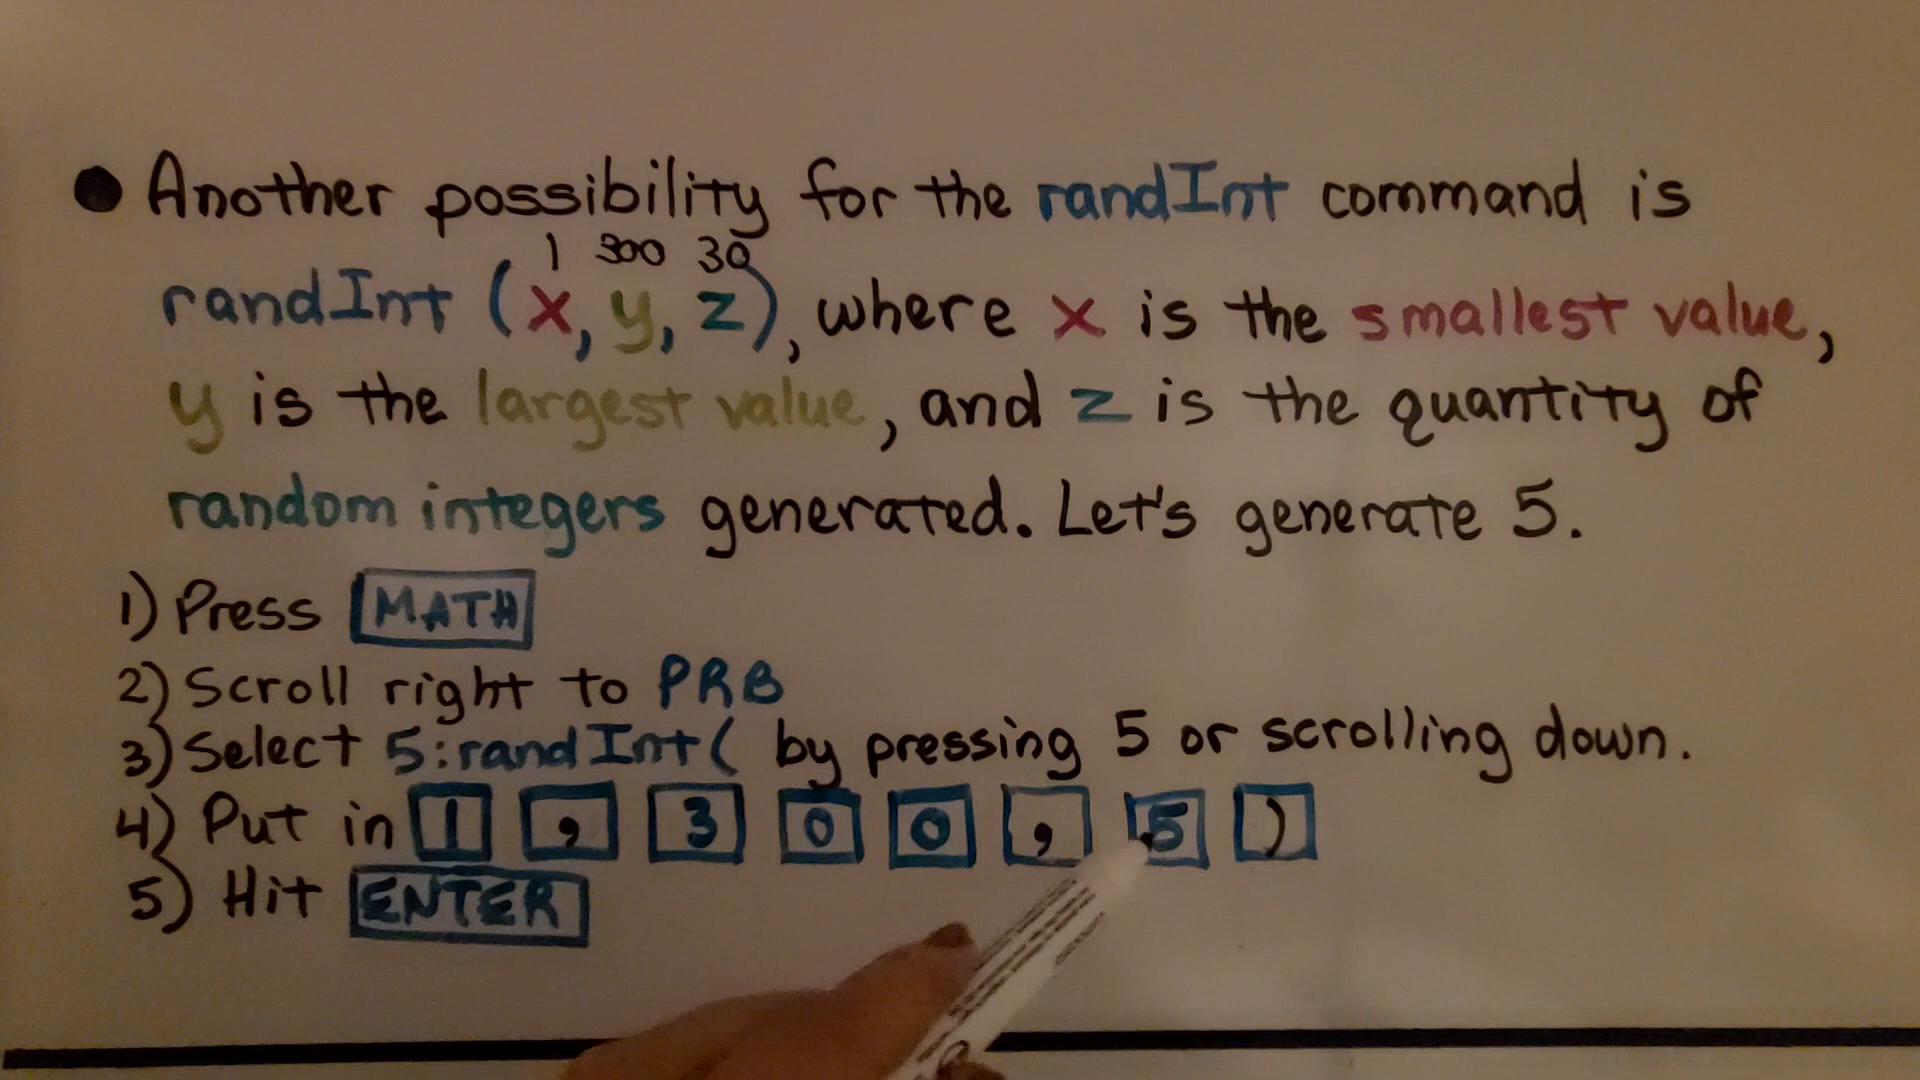 ● Another possibility for the randInt command is
1 300 30
randInt (x, y, z), where x is the smallest value,
y is the largest value, and z is the quantity of
random integers generated. Let's generate 5.
1) Press MATH
2) Scroll right to PRB
3) Select 5:randInt( by pressing 5 or scrolling down.
4) Put in 1 , 3 0 0 , 5 )
5) Hit ENTER